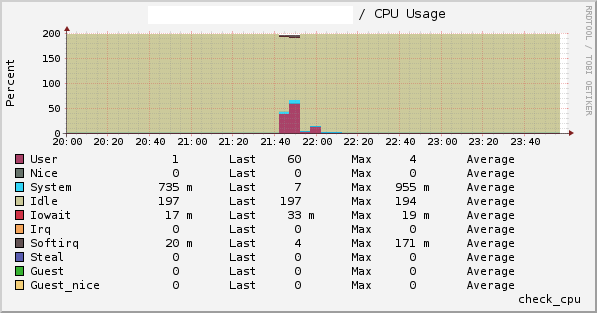 / CPU Usage
RRDTOOL / TOBI OETIKER
Percent
200
150
100
50
0
20:00 20:20 20:40 21:00 21:20 21:40 22:00 22:20 22:40 23:00 23:20 23:40
User 1 Last 60 Max 4 Average
Nice 0 Last 0 Max 0 Average
System 735 m Last 7 Max 955 m Average
Idle 197 Last 197 Max 194 Average
Iowait 17 m Last 33 m Max 19 m Average
Irq 0 Last 0 Max 0 Average
Softirq 20 m Last 4 Max 171 m Average
Steal 0 Last 0 Max 0 Average
Guest 0 Last 0 Max 0 Average
Guest_nice 0 Last 0 Max 0 Average
check_cpu